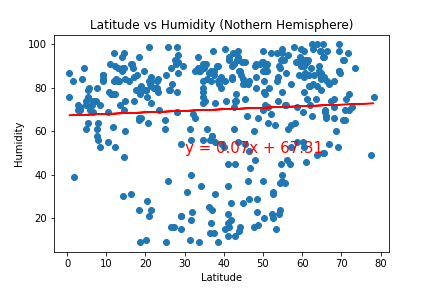 Latitude vs Humidity (Nothern Hemisphere)
100
80
60
40
20
Humidity
y = 0.07x + 67.31
0 10 20 30 40 50 60 70 80
Latitude